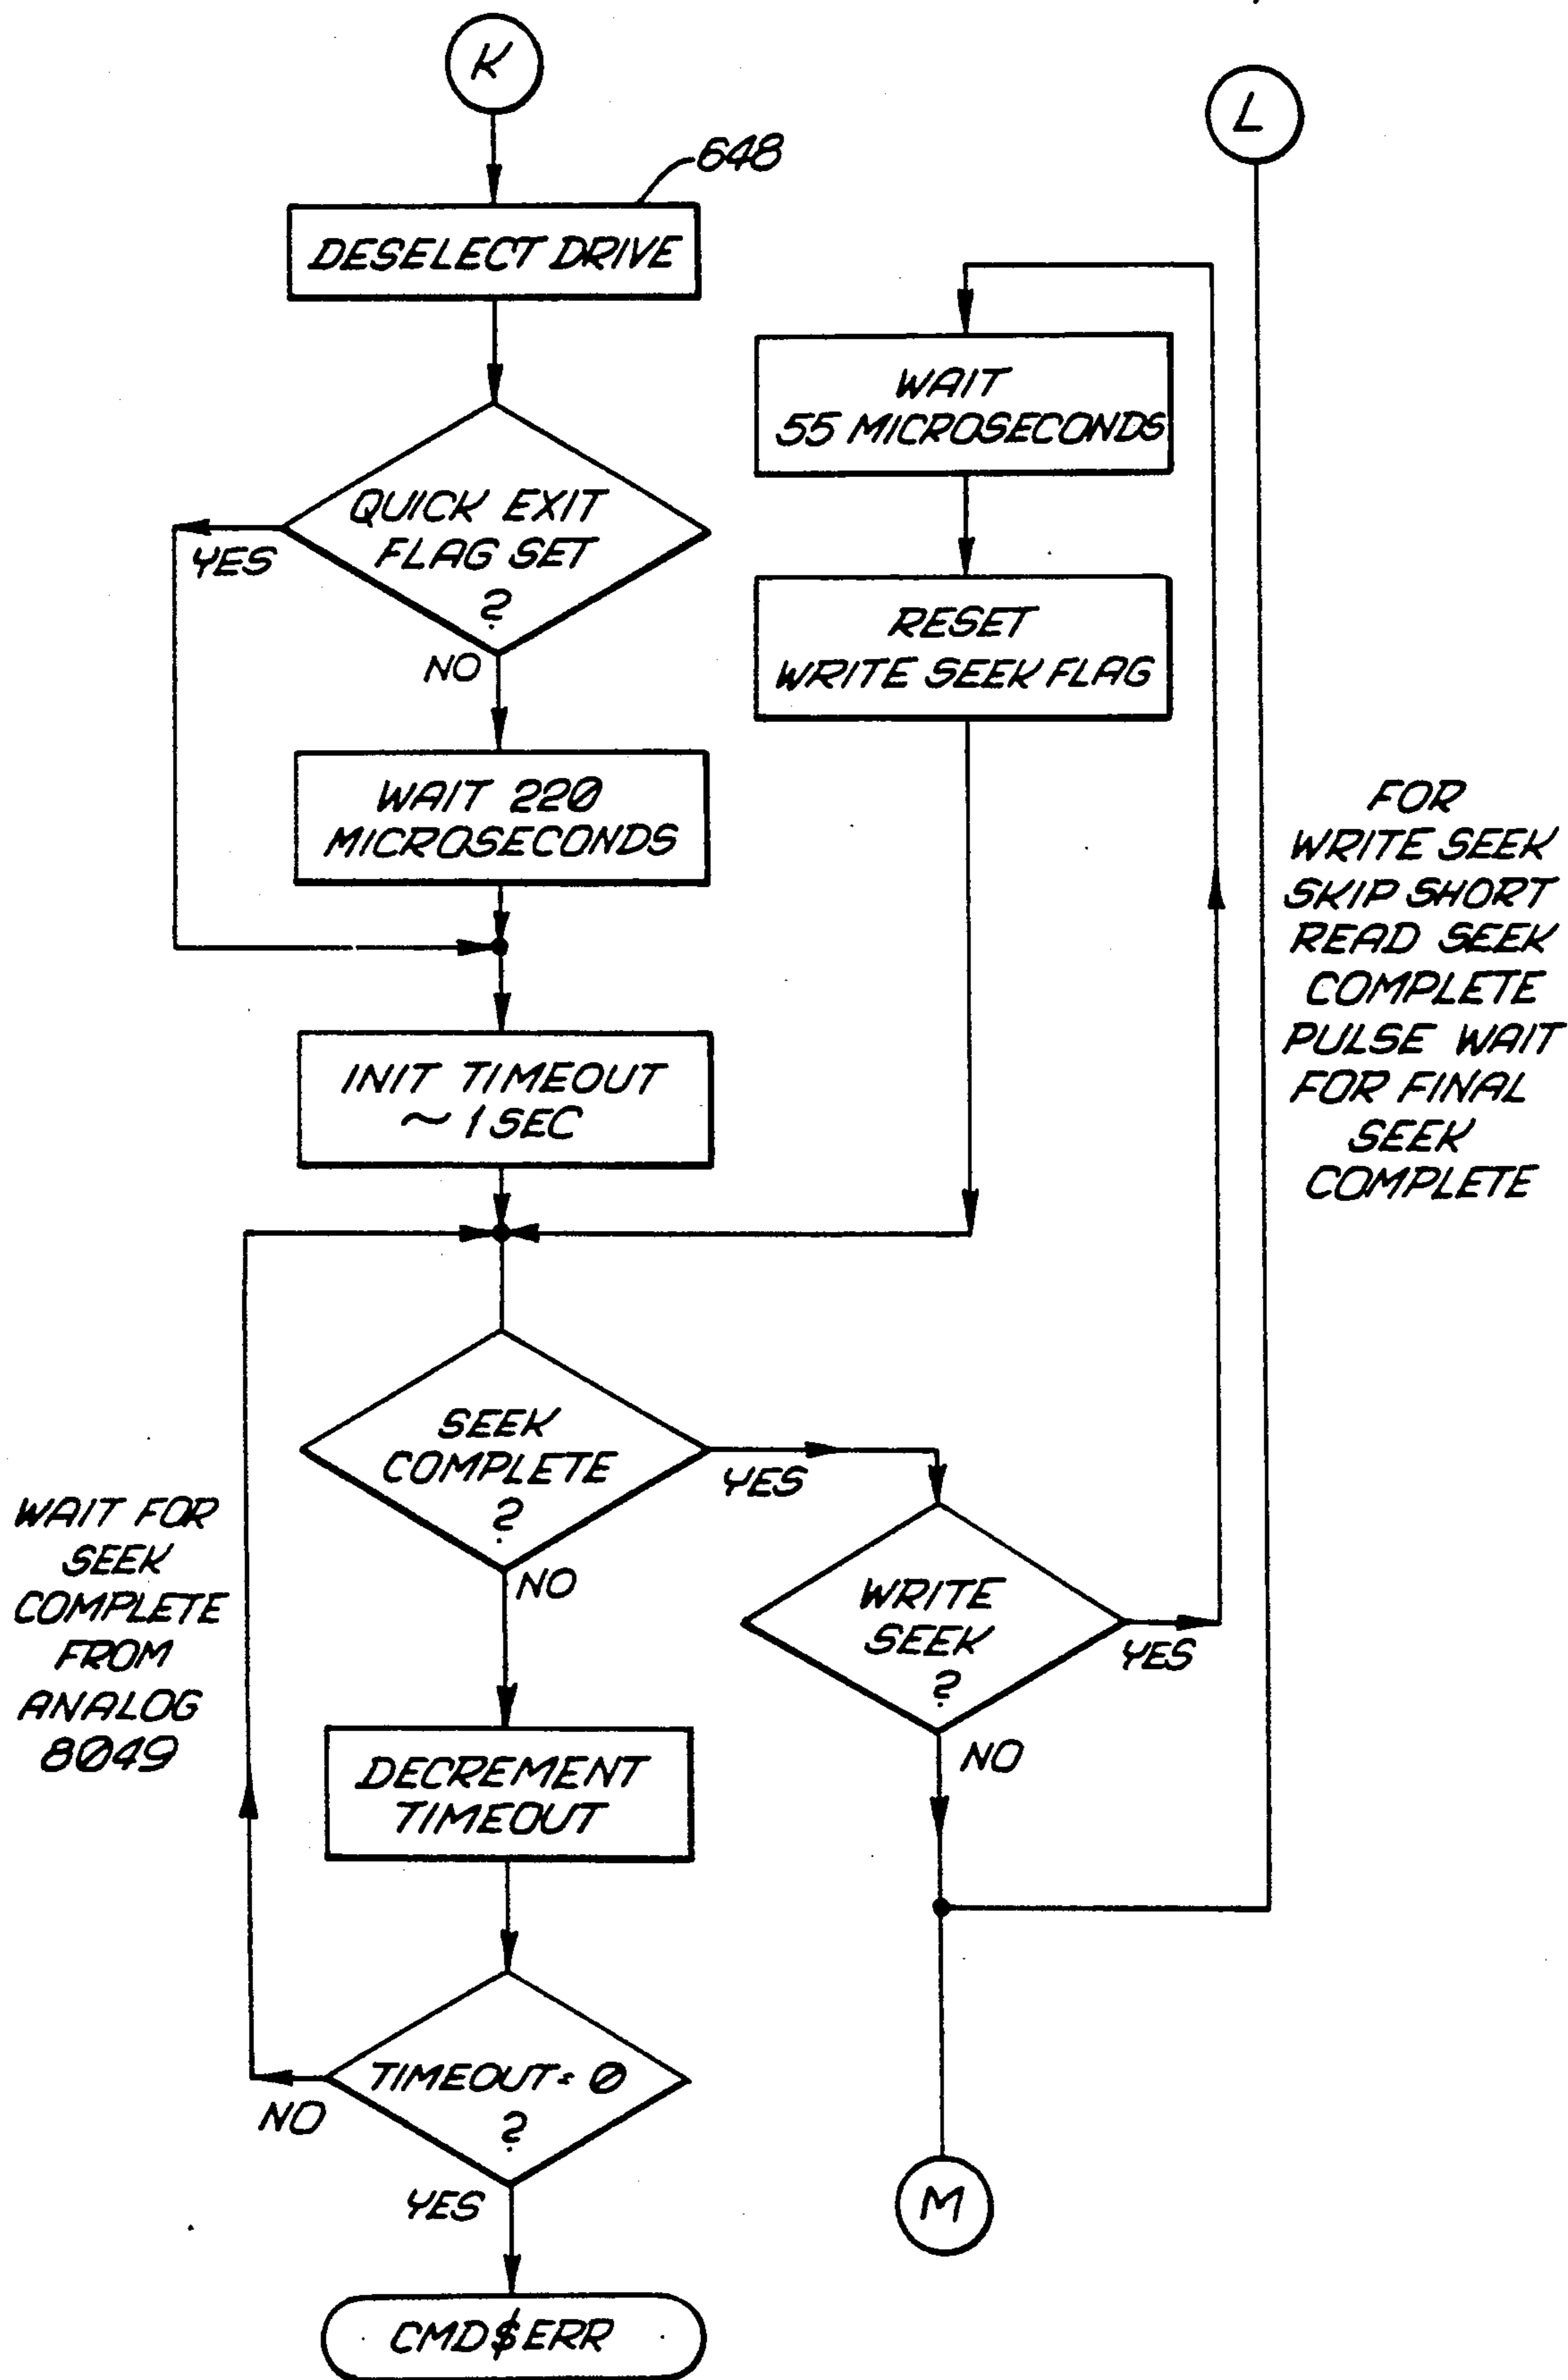 K
L
648
DESELECT DRIVE
WAIT
55 MICROSECONDS
QUICK EXIT
FLAG SET
?
YES
NO
RESET
WRITE SEEK FLAG
WAIT 220
MICROSECONDS
FOR
WRITE SEEK
SKIP SHORT
READ SEEK
COMPLETE
PULSE WAIT
FOR FINAL
SEEK
COMPLETE
INIT TIMEOUT
~ 1 SEC
SEEK
COMPLETE
?
YES
NO
WAIT FOR
SEEK
COMPLETE
FROM
ANALOG
8049
WRITE
SEEK
?
YES
NO
DECREMENT
TIMEOUT
TIMEOUT = 0
?
NO
YES
M
CMD$ERR